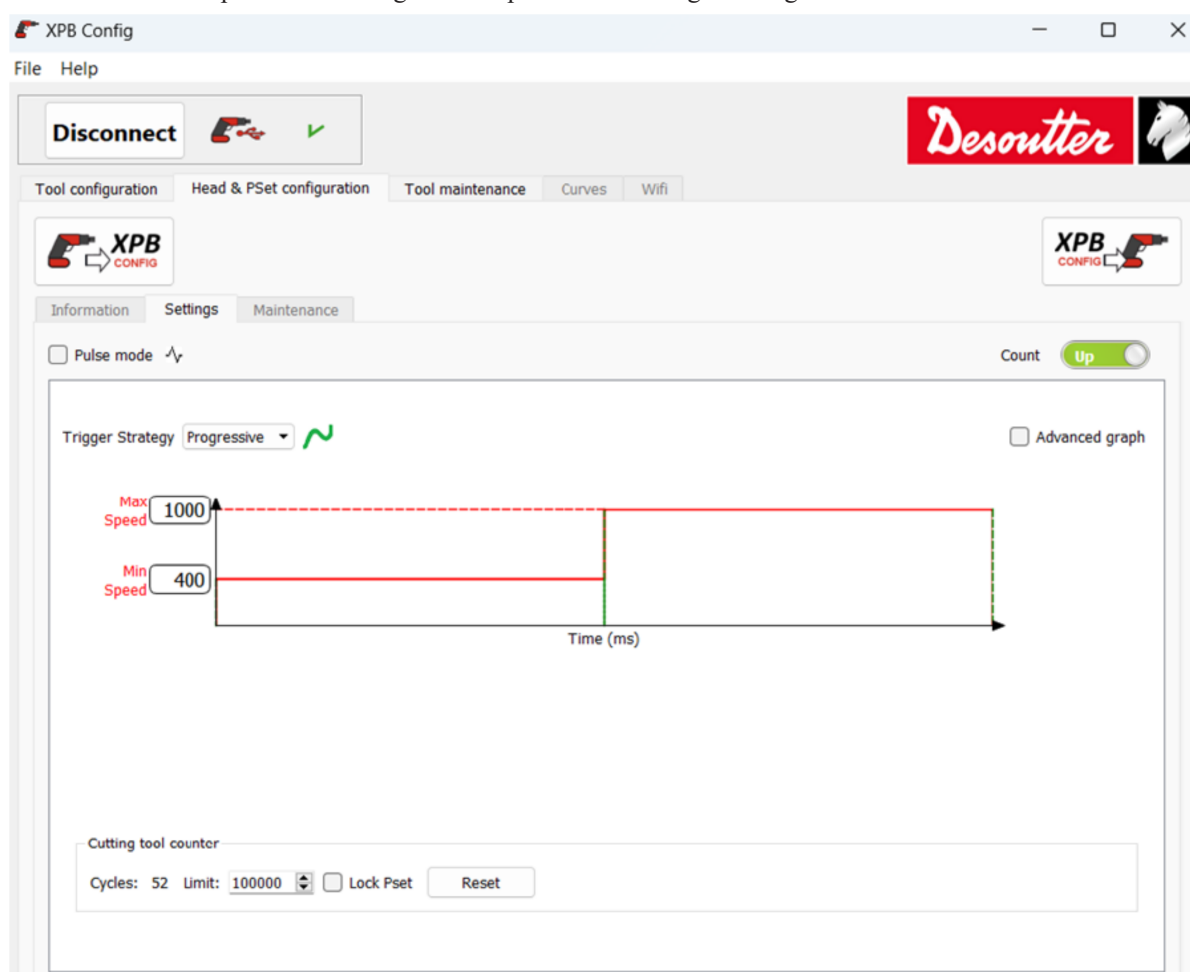 XPB Config
File Help
Disconnect
Desoutter
Tool configuration Head & PSet configuration Tool maintenance Curves Wifi
XPB
CONFIG
XPB
CONFIG
Information Settings Maintenance
Pulse mode
Count Up
Trigger Strategy Progressive
Advanced graph
Max
Speed 1000
Min
Speed 400
Time (ms)
Cutting tool counter
Cycles: 52 Limit: 100000 Lock Pset Reset